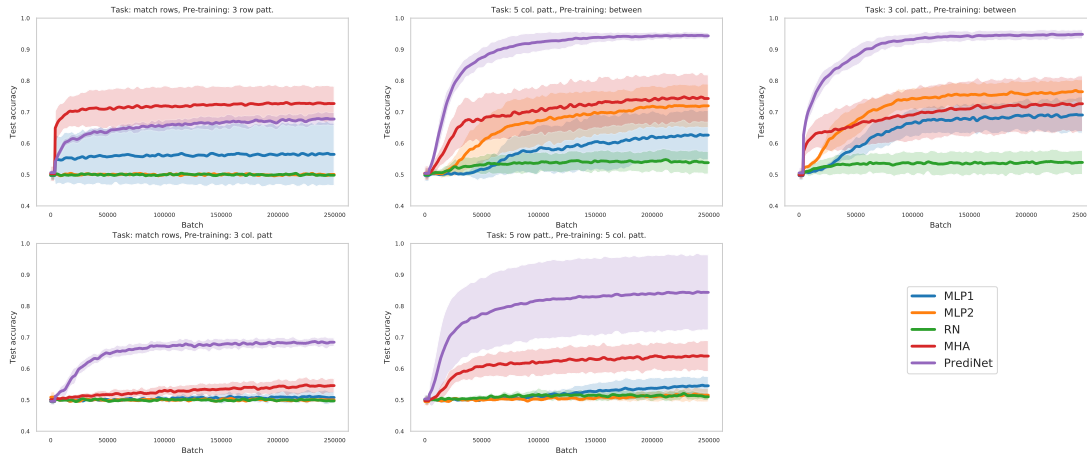 Task: match rows, Pre-training: 3 row patt.
1.0
0.9
0.8
0.7
0.6
0.5
0.4
Test accuracy
0 50000 100000 150000 200000 250000
Batch
Task: 5 col. patt., Pre-training: between
1.0
0.9
0.8
0.7
0.6
0.5
0.4
Test accuracy
0 50000 100000 150000 200000 250000
Batch
Task: 3 col. patt., Pre-training: between
1.0
0.9
0.8
0.7
0.6
0.5
0.4
Test accuracy
0 50000 100000 150000 200000 250000
Batch
Task: match rows, Pre-training: 3 col. patt
1.0
0.9
0.8
0.7
0.6
0.5
0.4
Test accuracy
0 50000 100000 150000 200000 250000
Batch
Task: 5 row patt., Pre-training: 5 col. patt.
1.0
0.9
0.8
0.7
0.6
0.5
0.4
Test accuracy
0 50000 100000 150000 200000 250000
Batch
MLP1
MLP2
RN
MHA
PrediNet